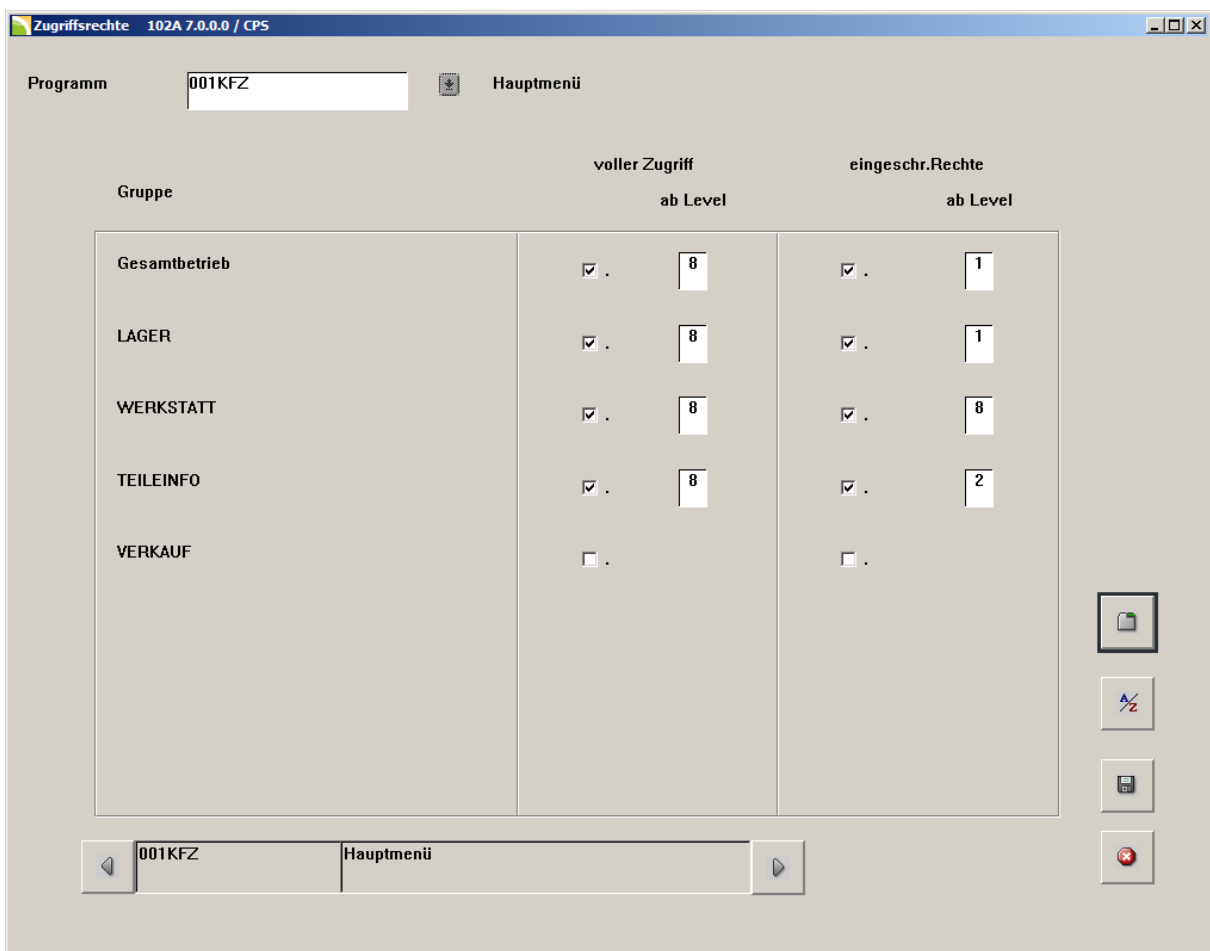 Zugriffsrechte 102A 7.0.0.0 / CPS
Programm 001KFZ Hauptmenü
voller Zugriff eingeschr.Rechte
Gruppe ab Level ab Level
Gesamtbetrieb . 8 . 1
LAGER . 8 . 1
WERKSTATT . 8 . 8
TEILEINFO . 8 . 2
VERKAUF . .
A/Z
001KFZ Hauptmenü